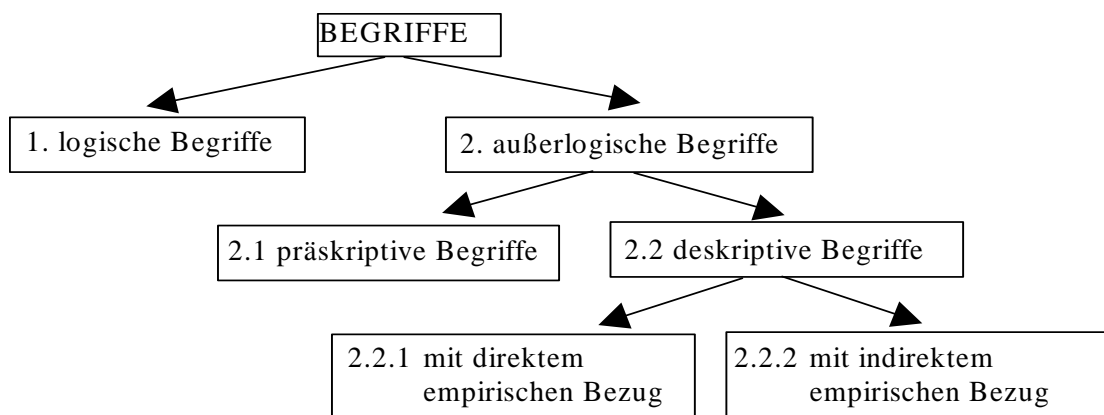 BEGRIFFE
1. logische Begriffe
2. außerlogische Begriffe
2.1 präskriptive Begriffe
2.2 deskriptive Begriffe
2.2.1 mit direktem
empirischen Bezug
2.2.2 mit indirektem
empirischen Bezug